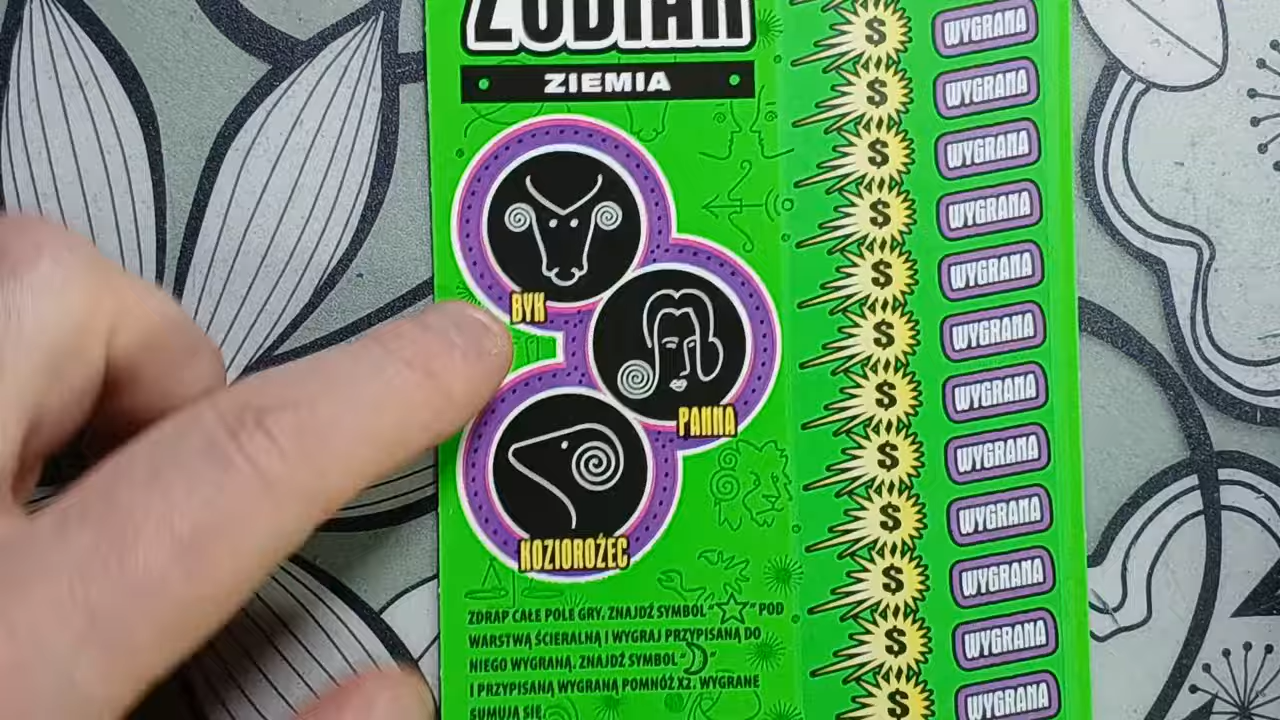 ZODIAK
ZIEMIA
BYK
PANNA
KOZIOROŻEC
ZDRAP CAŁE POLE GRY. ZNAJDŹ SYMBOL "☆" POD
WARSTWĄ ŚCIERALNĄ I WYGRAJ PRZYPISANĄ DO
NIEGO WYGRANĄ. ZNAJDŹ SYMBOL "☽"
I PRZYPISANĄ WYGRANĄ POMNÓŻ X2. WYGRANE
SUMUJĄ SIĘ.
$ WYGRANA
$ WYGRANA
$ WYGRANA
$ WYGRANA
$ WYGRANA
$ WYGRANA
$ WYGRANA
$ WYGRANA
$ WYGRANA
$ WYGRANA
$ WYGRANA
$ WYGRANA